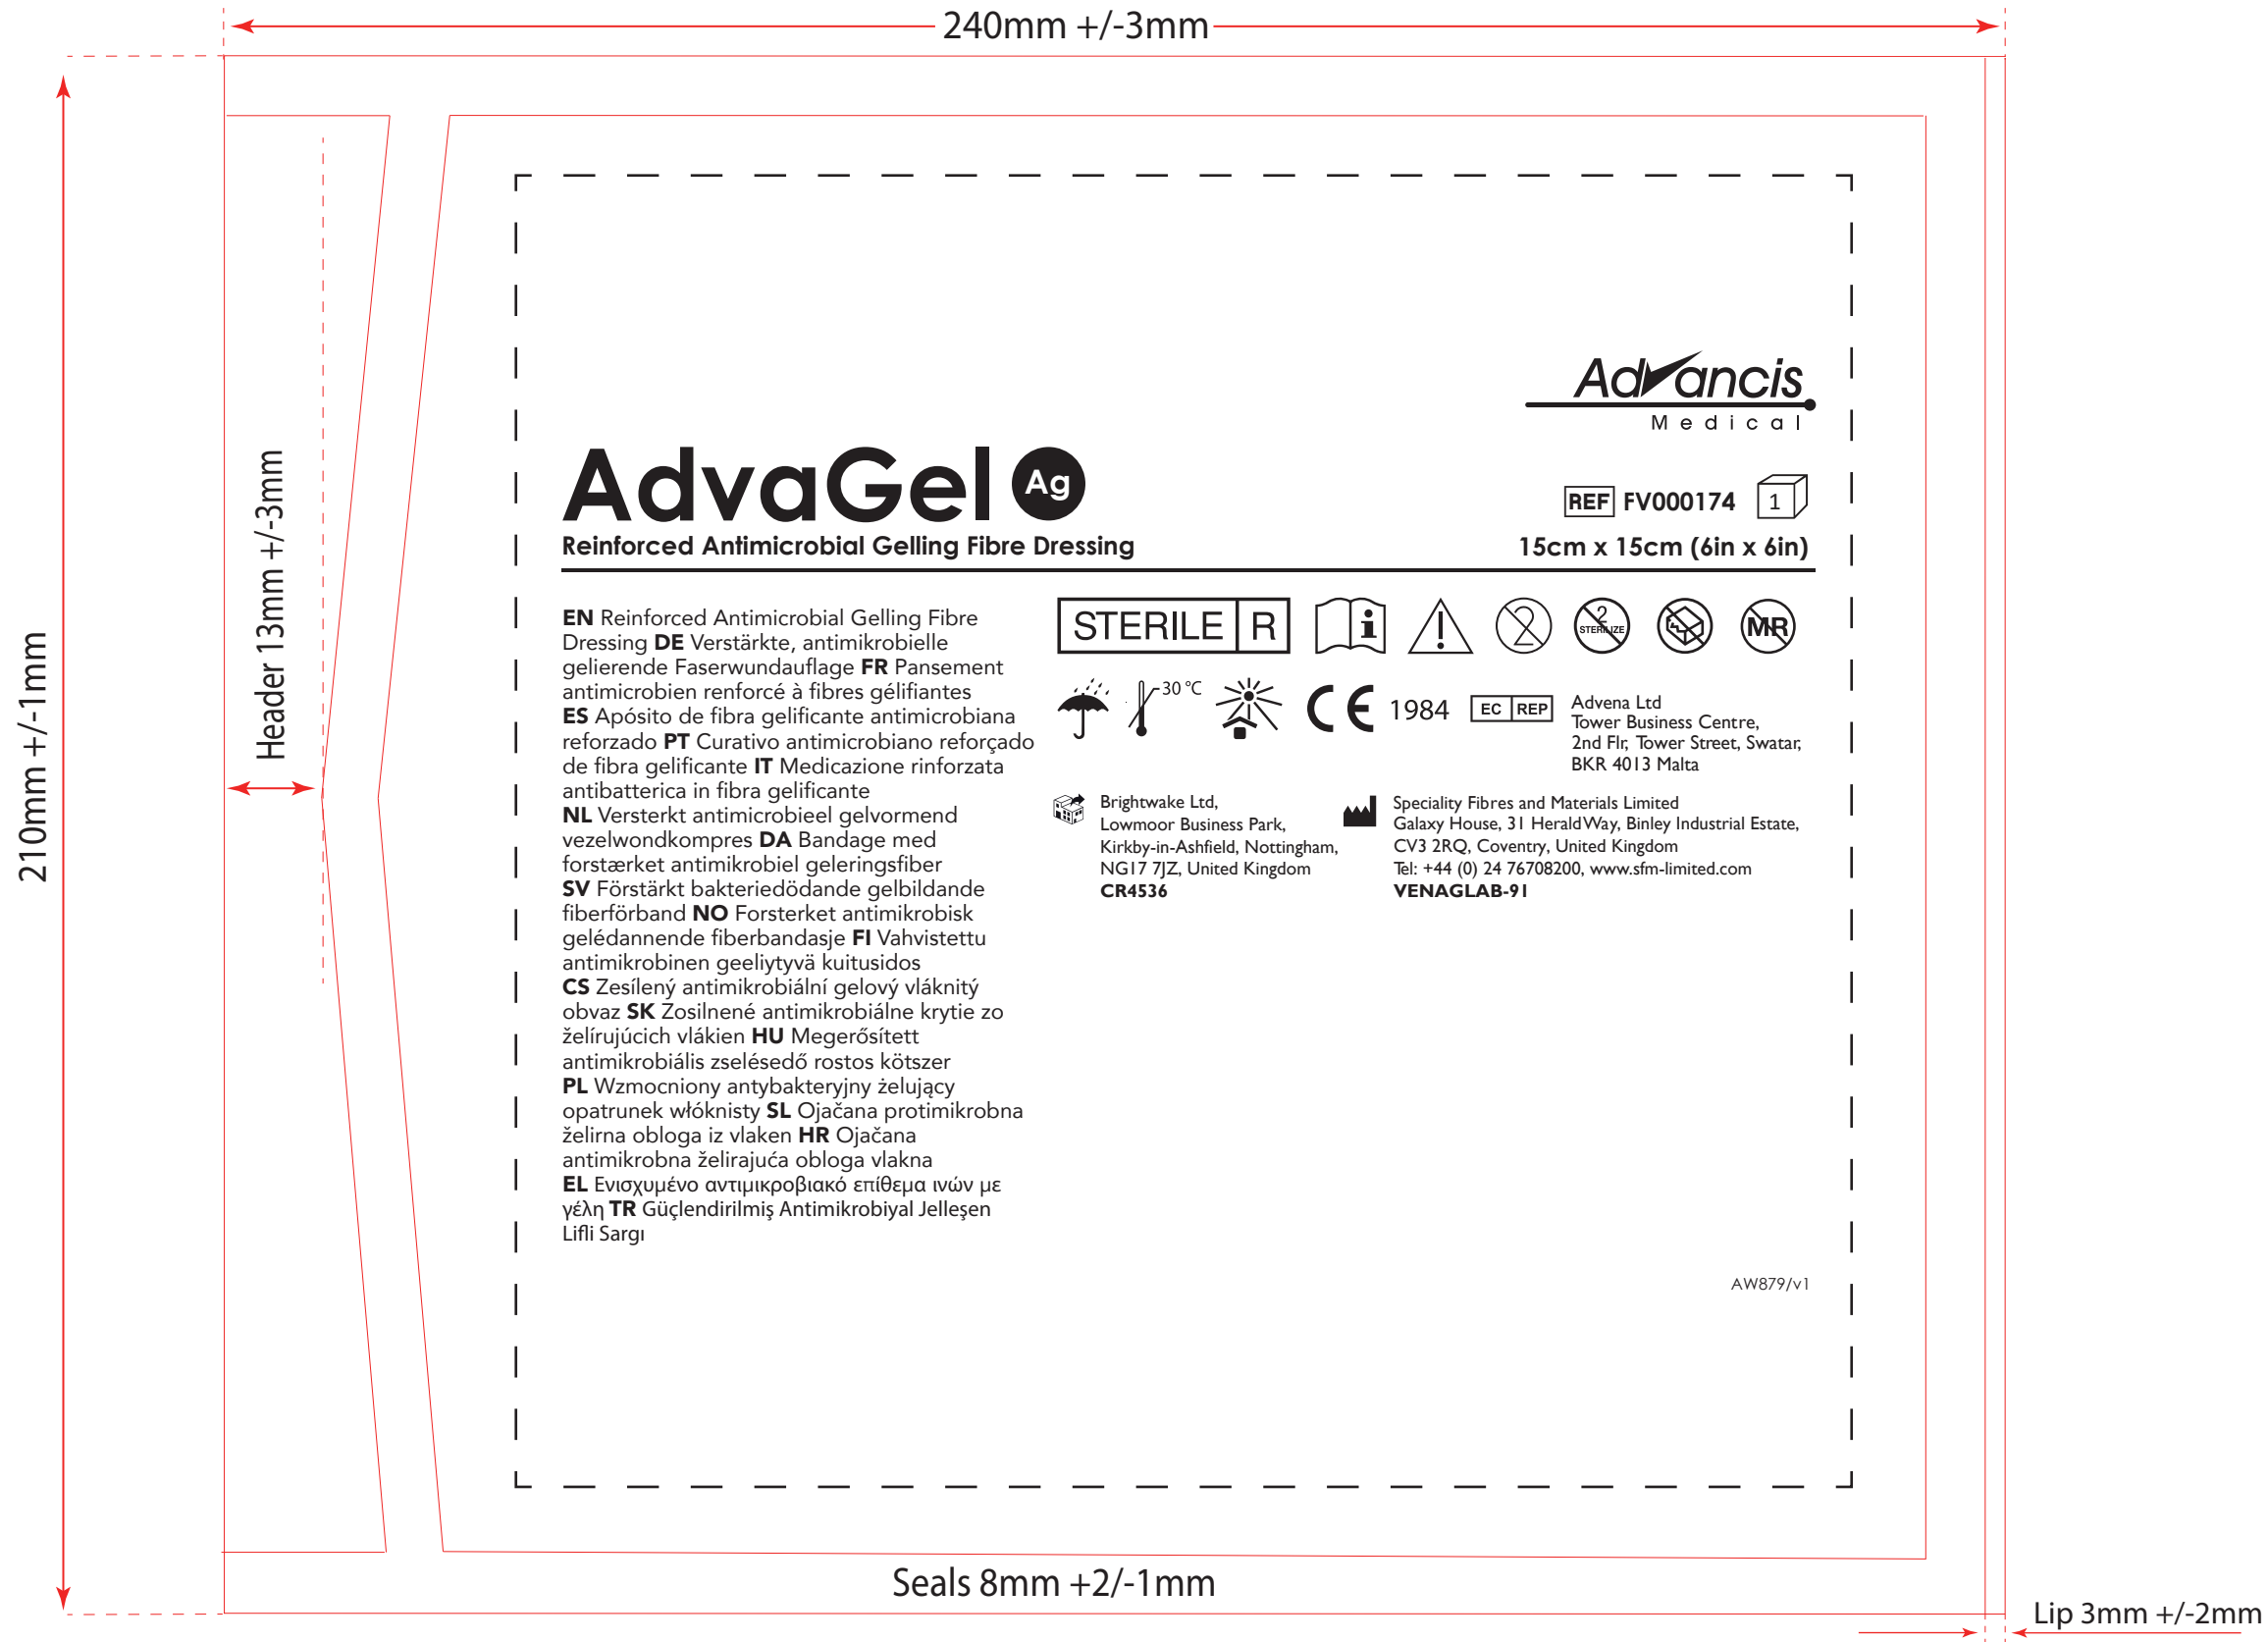 240mm +/-3mm
210mm +/-1mm
Header 13mm +/-3mm
Advancis
Medical
AdvaGel Ag
REF FV000174 1
Reinforced Antimicrobial Gelling Fibre Dressing
15cm x 15cm (6in x 6in)
EN Reinforced Antimicrobial Gelling Fibre
Dressing DE Verstärkte, antimikrobielle
gelierende Faserwundauflage FR Pansement
antimicrobien renforcé à fibres gélifiantes
ES Apósito de fibra gelificante antimicrobiana
reforzado PT Curativo antimicrobiano reforçado
de fibra gelificante IT Medicazione rinforzata
antibatterica in fibra gelificante
NL Versterkt antimicrobieel gelvormend
vezelwondkompres DA Bandage med
forstærket antimikrobiel geleringsfiber
SV Förstärkt bakteriedödande gelbildande
fiberförband NO Forsterket antimikrobisk
gelédannende fiberbandasje FI Vahvistettu
antimikrobinen geeliytyvä kuitusidos
CS Zesílený antimikrobiální gelový vláknitý
obvaz SK Zosilnené antimikrobiálne krytie zo
želírujúcich vlákien HU Megerősített
antimikrobiális zselésedő rostos kötszer
PL Wzmocniony antybakteryjny żelujący
opatrunek włóknisty SL Ojačana protimikrobna
želirna obloga iz vlaken HR Ojačana
antimikrobna želirajuća obloga vlakna
EL Ενισχυμένο αντιμικροβιακό επίθεμα ινών με
γέλη TR Güçlendirilmiş Antimikrobiyal Jelleşen
Lifli Sargı
STERILE R
i
!
2
2
STERILIZE
MR
30 °C
CE 1984
EC REP
Advena Ltd
Tower Business Centre,
2nd Flr, Tower Street, Swatar,
BKR 4013 Malta
Brightwake Ltd,
Lowmoor Business Park,
Kirkby-in-Ashfield, Nottingham,
NG17 7JZ, United Kingdom
CR4536
Speciality Fibres and Materials Limited
Galaxy House, 31 Herald Way, Binley Industrial Estate,
CV3 2RQ, Coventry, United Kingdom
Tel: +44 (0) 24 76708200, www.sfm-limited.com
VENAGLAB-91
AW879/v1
Seals 8mm +2/-1mm
Lip 3mm +/-2mm